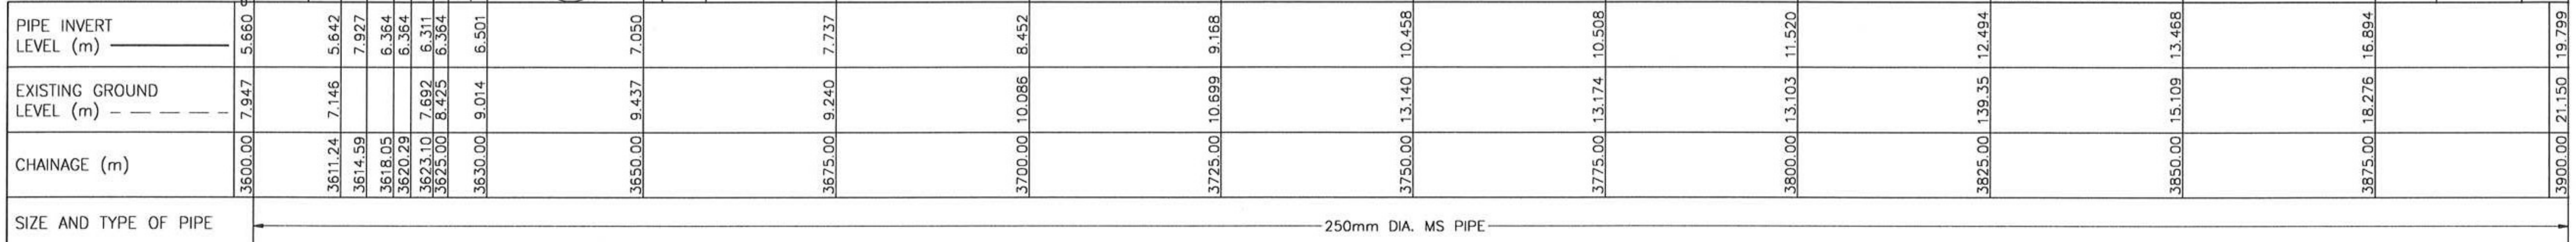 PIPE INVERT
LEVEL (m)
5.660 5.642 7.927 6.364 6.364 6.311 6.364 6.501 7.050 7.737 8.452 9.168 10.458 10.508 11.520 12.494 13.468 16.894 19.799
EXISTING GROUND
LEVEL (m)
7.947 7.146 7.692 8.425 9.014 9.437 9.240 10.086 10.699 13.140 13.174 13.103 139.35 15.109 18.276 21.150
CHAINAGE (m)
3600.00 3611.24 3614.59 3618.05 3620.29 3623.10 3625.00 3630.00 3650.00 3675.00 3700.00 3725.00 3750.00 3775.00 3800.00 3825.00 3850.00 3875.00 3900.00
SIZE AND TYPE OF PIPE
250mm DIA. MS PIPE